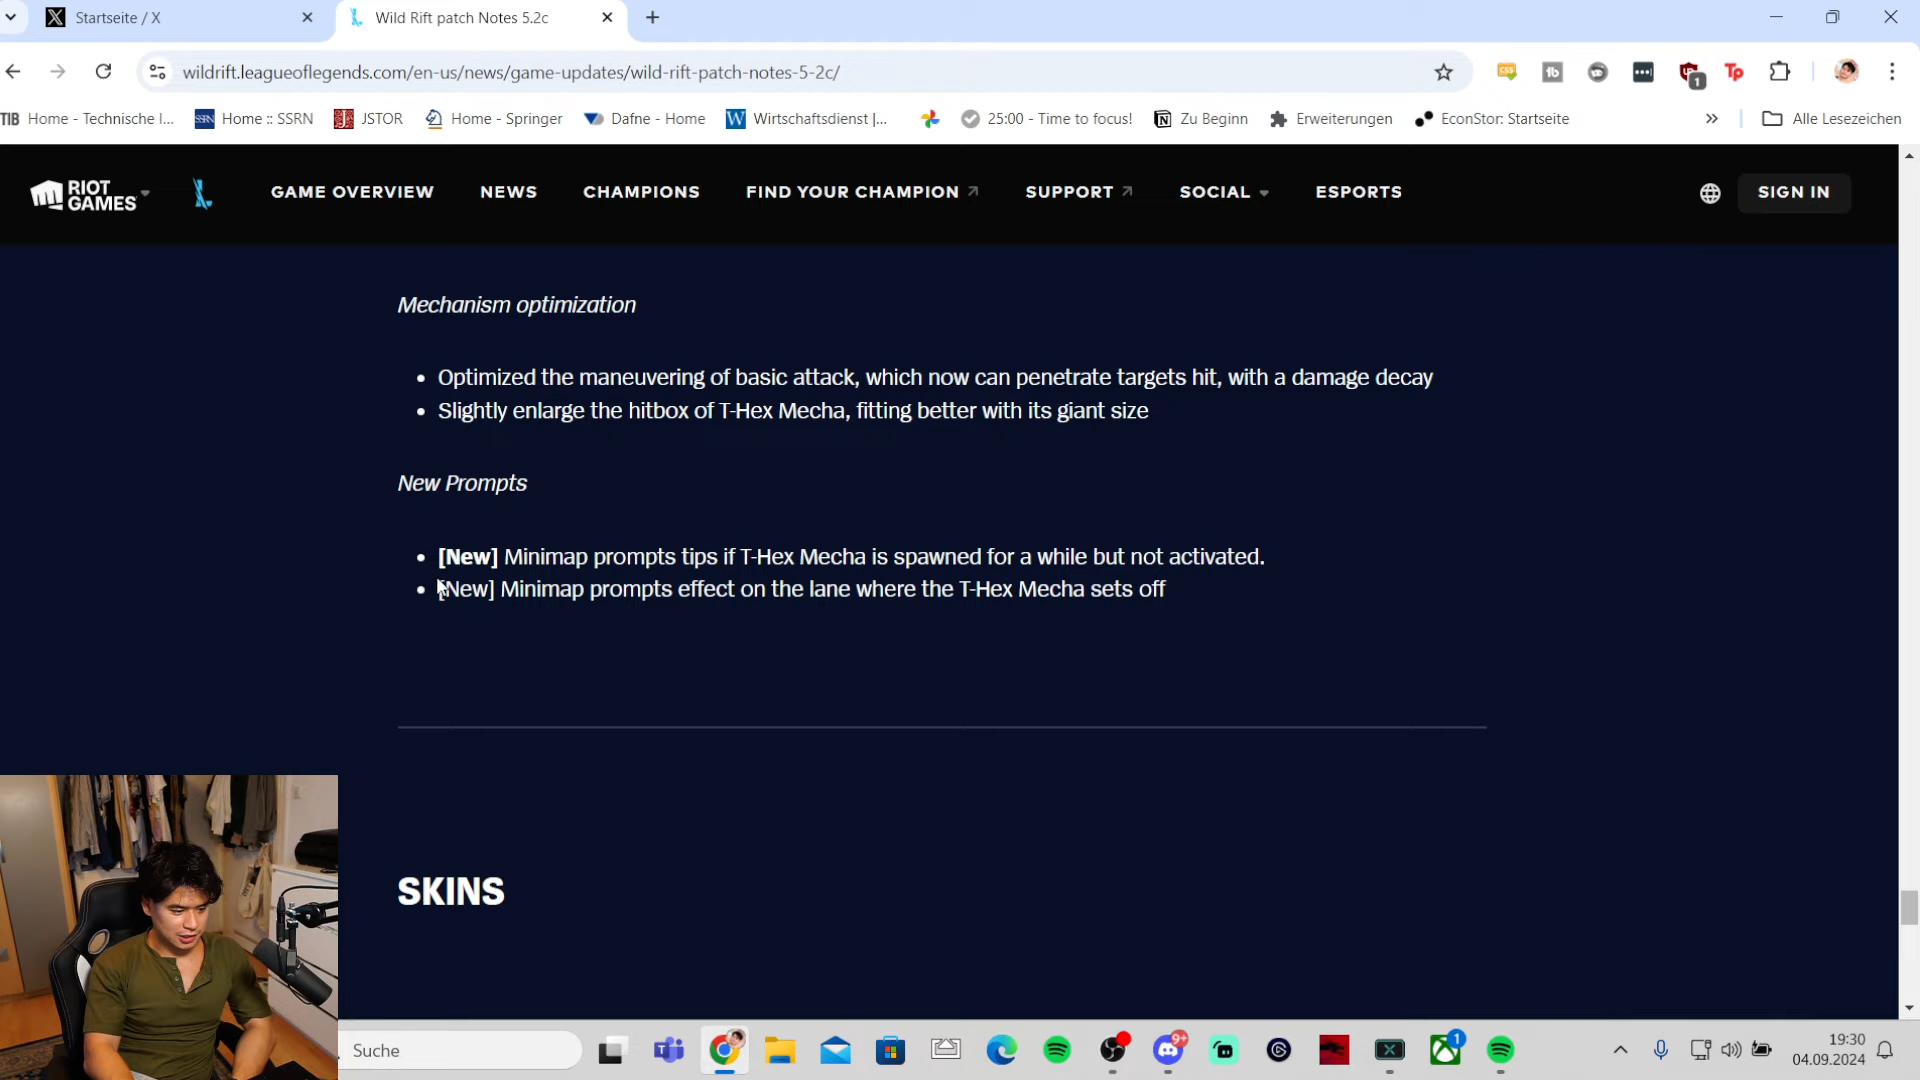 Startseite / X
Wild Rift patch Notes 5.2c
wildrift.leagueoflegends.com/en-us/news/game-updates/wild-rift-patch-notes-5-2c/
TIB Home - Technische I... SSRN Home :: SSRN JSTOR Home - Springer Dafne - Home W Wirtschaftsdienst |... 25:00 - Time to focus! Zu Beginn Erweiterungen EconStor: Startseite » Alle Lesezeichen
RIOT GAMES GAME OVERVIEW NEWS CHAMPIONS FIND YOUR CHAMPION SUPPORT SOCIAL ESPORTS SIGN IN
Mechanism optimization
• Optimized the maneuvering of basic attack, which now can penetrate targets hit, with a damage decay
• Slightly enlarge the hitbox of T-Hex Mecha, fitting better with its giant size
New Prompts
• [New] Minimap prompts tips if T-Hex Mecha is spawned for a while but not activated.
• [New] Minimap prompts effect on the lane where the T-Hex Mecha sets off
SKINS
Suche
19:30
04.09.2024